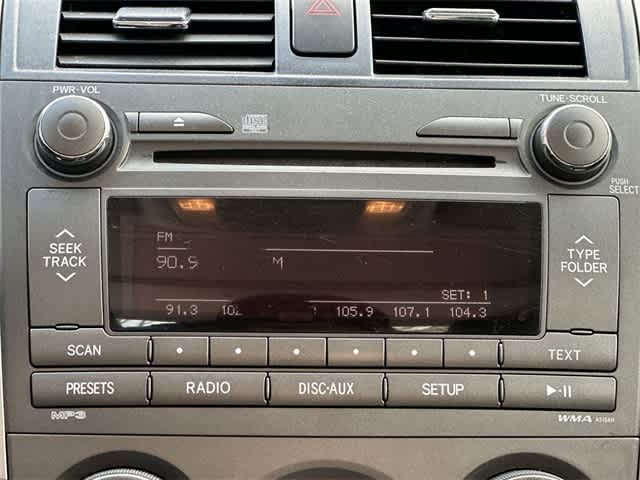 PWR·VOL
TUNE·SCROLL
disc
PUSH
SELECT
SEEK
TRACK
TYPE
FOLDER
FM
90.9
SET: 1
91.3 105.9 107.1 104.3
SCAN
TEXT
PRESETS RADIO DISC·AUX SETUP
MP3
WMA